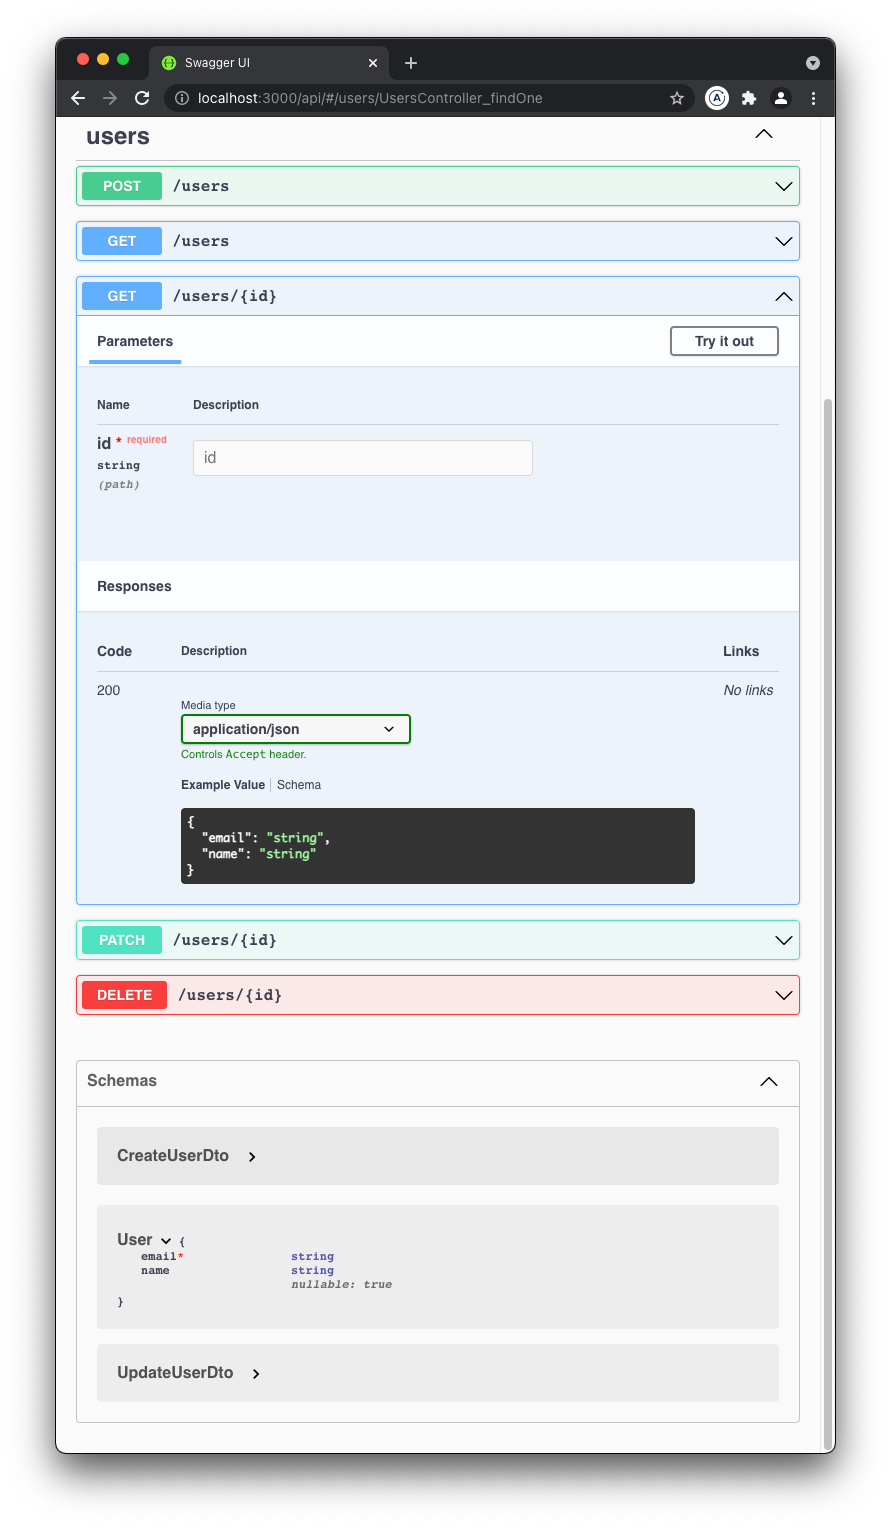 Swagger UI
localhost:3000/api/#/users/UsersController_findOne
users
POST /users
GET /users
GET /users/{id}
Parameters
Try it out
Name Description
id * required
id
string
(path)
Responses
Code Description Links
200 No links
Media type
application/json
Controls Accept header.
Example Value Schema
{
"email": "string",
"name": "string"
}
PATCH /users/{id}
DELETE /users/{id}
Schemas
CreateUserDto
User {
email* string
name string
nullable: true
}
UpdateUserDto